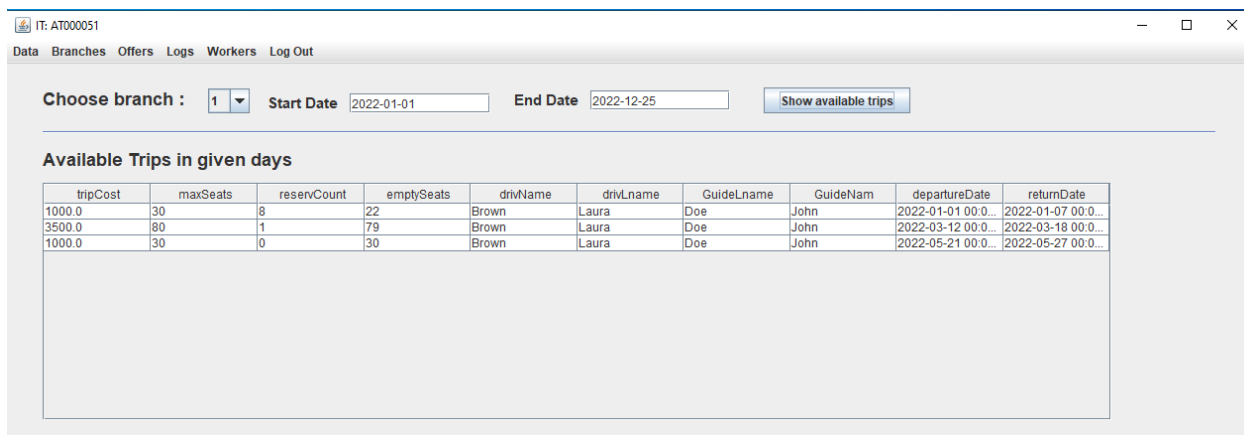 IT: AT000051
Data Branches Offers Logs Workers Log Out
Choose branch : 1 Start Date 2022-01-01 End Date 2022-12-25 Show available trips
Available Trips in given days
tripCost maxSeats reservCount emptySeats drivName drivLname GuideLname GuideNam departureDate returnDate
1000.0 30 8 22 Brown Laura Doe John 2022-01-01 00:0... 2022-01-07 00:0...
3500.0 80 1 79 Brown Laura Doe John 2022-03-12 00:0... 2022-03-18 00:0...
1000.0 30 0 30 Brown Laura Doe John 2022-05-21 00:0... 2022-05-27 00:0...